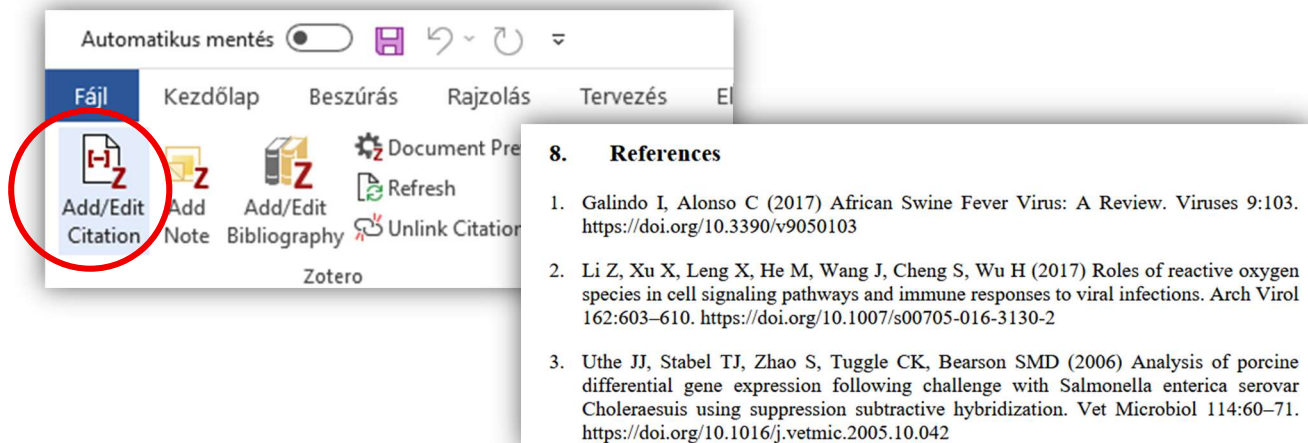 Automatikus mentés
Fájl Kezdőlap Beszúrás Rajzolás Tervezés
Add/Edit Citation
Add Note
Add/Edit Bibliography
Document Pre
Refresh
Unlink Citation
Zotero
8. References
1. Galindo I, Alonso C (2017) African Swine Fever Virus: A Review. Viruses 9:103.
https://doi.org/10.3390/v9050103
2. Li Z, Xu X, Leng X, He M, Wang J, Cheng S, Wu H (2017) Roles of reactive oxygen
species in cell signaling pathways and immune responses to viral infections. Arch Virol
162:603–610. https://doi.org/10.1007/s00705-016-3130-2
3. Uthe JJ, Stabel TJ, Zhao S, Tuggle CK, Bearson SMD (2006) Analysis of porcine
differential gene expression following challenge with Salmonella enterica serovar
Choleraesuis using suppression subtractive hybridization. Vet Microbiol 114:60–71.
https://doi.org/10.1016/j.vetmic.2005.10.042